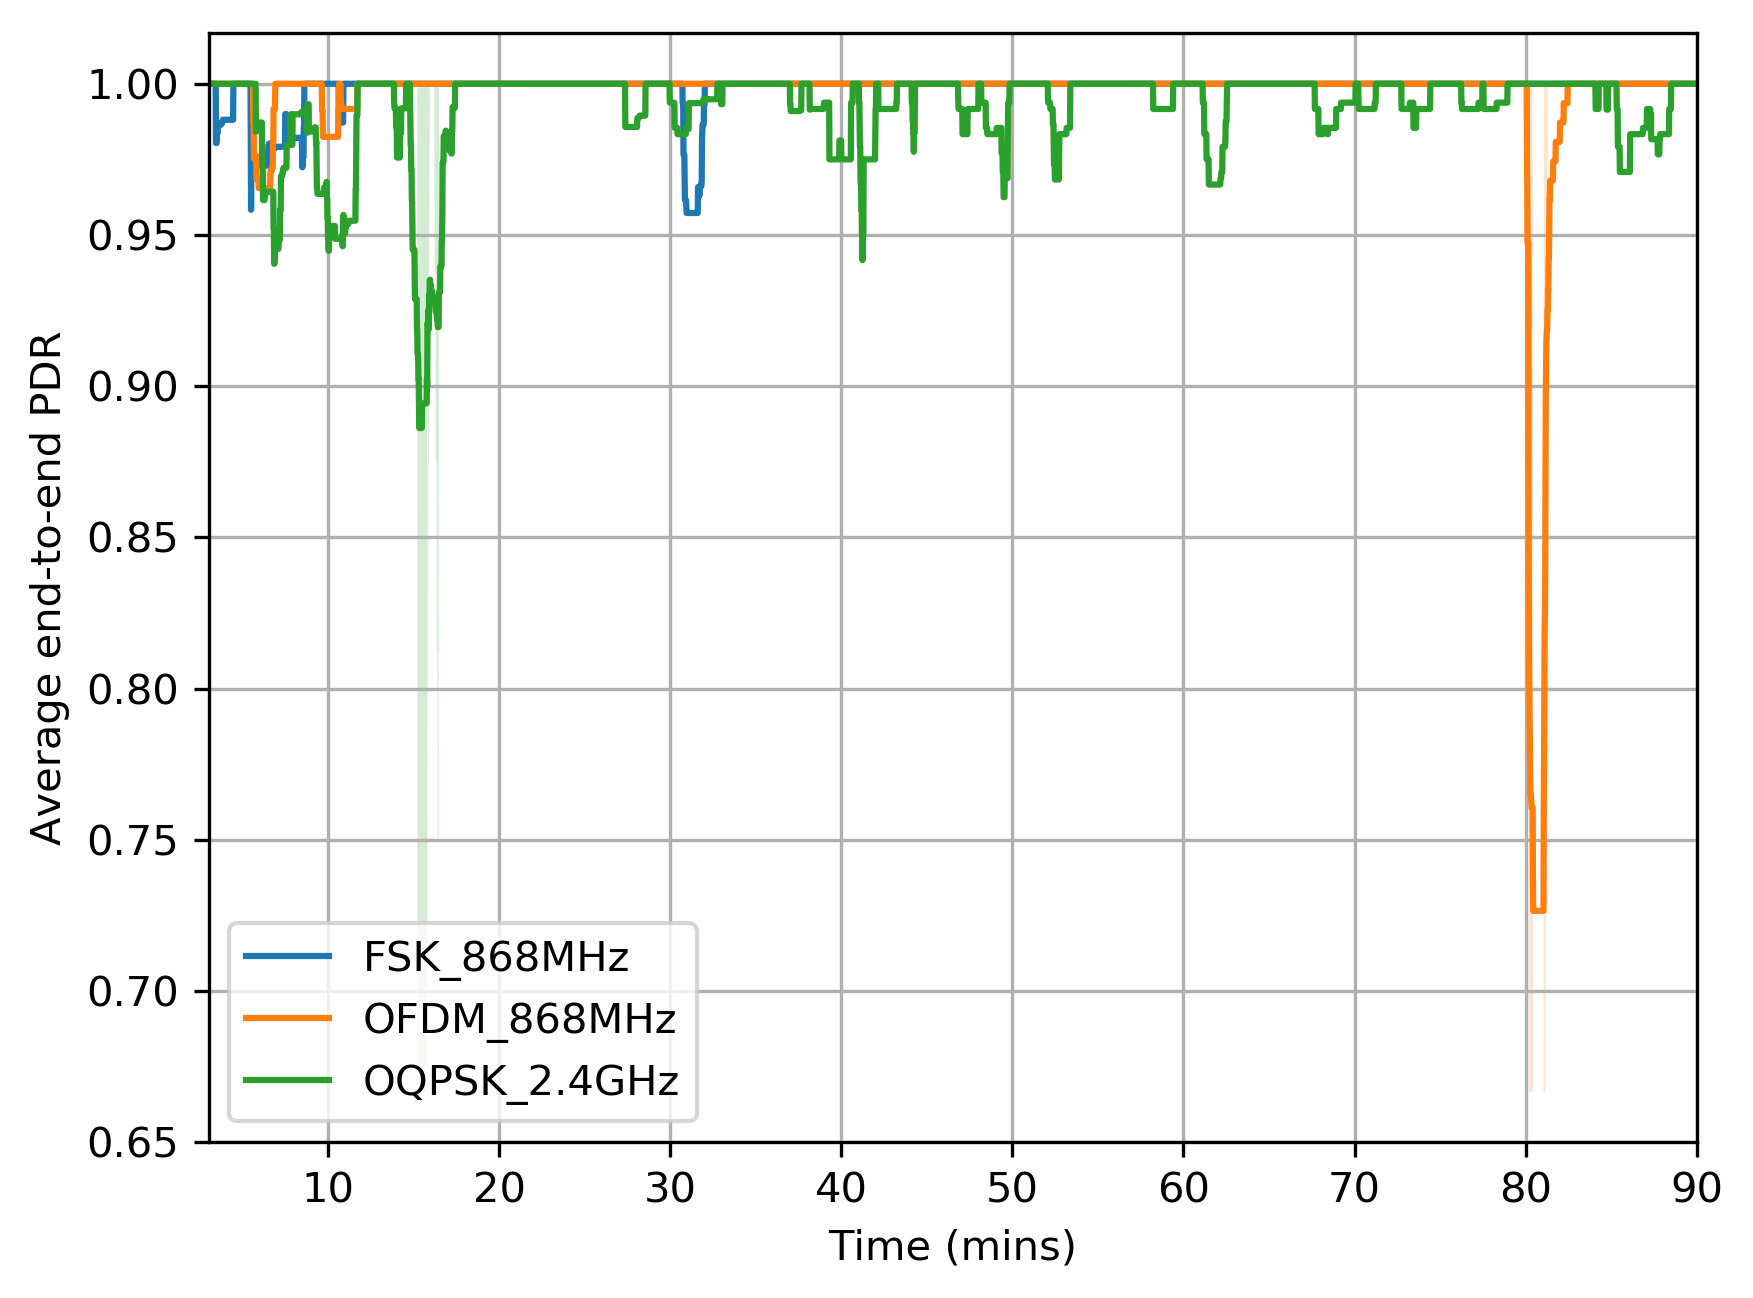 Average end-to-end PDR
1.00
0.95
0.90
0.85
0.80
0.75
0.70
0.65
FSK_868MHz
OFDM_868MHz
OQPSK_2.4GHz
10 20 30 40 50 60 70 80 90
Time (mins)